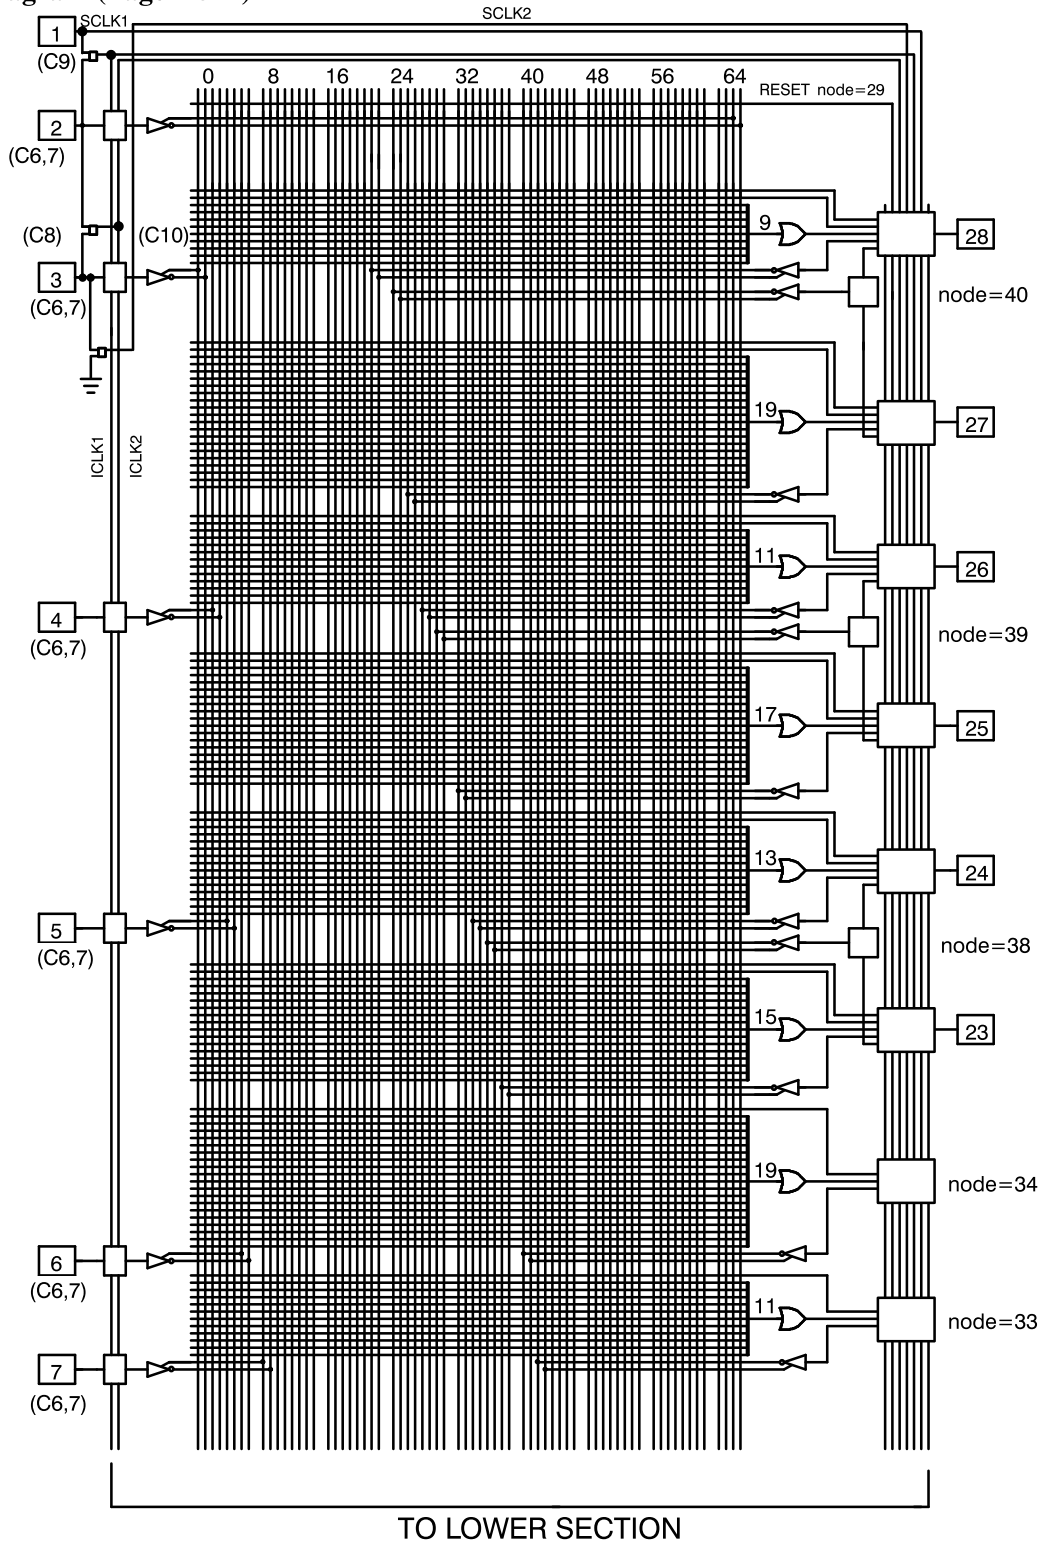 SCLK1
SCLK2
1
(C9)
0 8 16 24 32 40 48 56 64
RESET node=29
2
(C6,7)
(C8)
(C10)
9
28
3
(C6,7)
node=40
19
27
ICLK1
ICLK2
11
26
4
(C6,7)
node=39
17
25
13
24
5
(C6,7)
node=38
15
23
19
node=34
6
(C6,7)
11
node=33
7
(C6,7)
TO LOWER SECTION